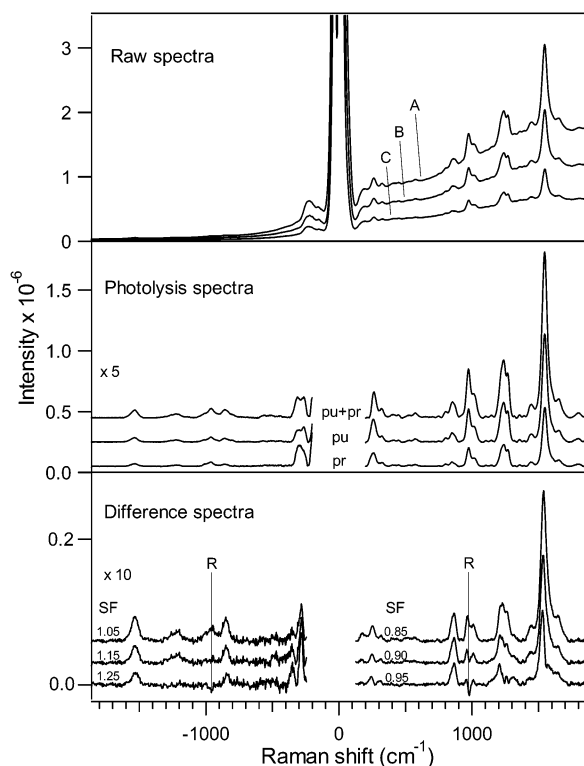 Raw spectra
3
2
1
0
A
B
C
Photolysis spectra
1.5
1.0
0.5
0.0
x 5
pu+pr
pu
pr
Intensity x 10-6
Difference spectra
0.2
0.0
x 10
R
R
SF
SF
1.05
0.85
1.15
0.90
1.25
0.95
-1000
0
1000
Raman shift (cm-1)